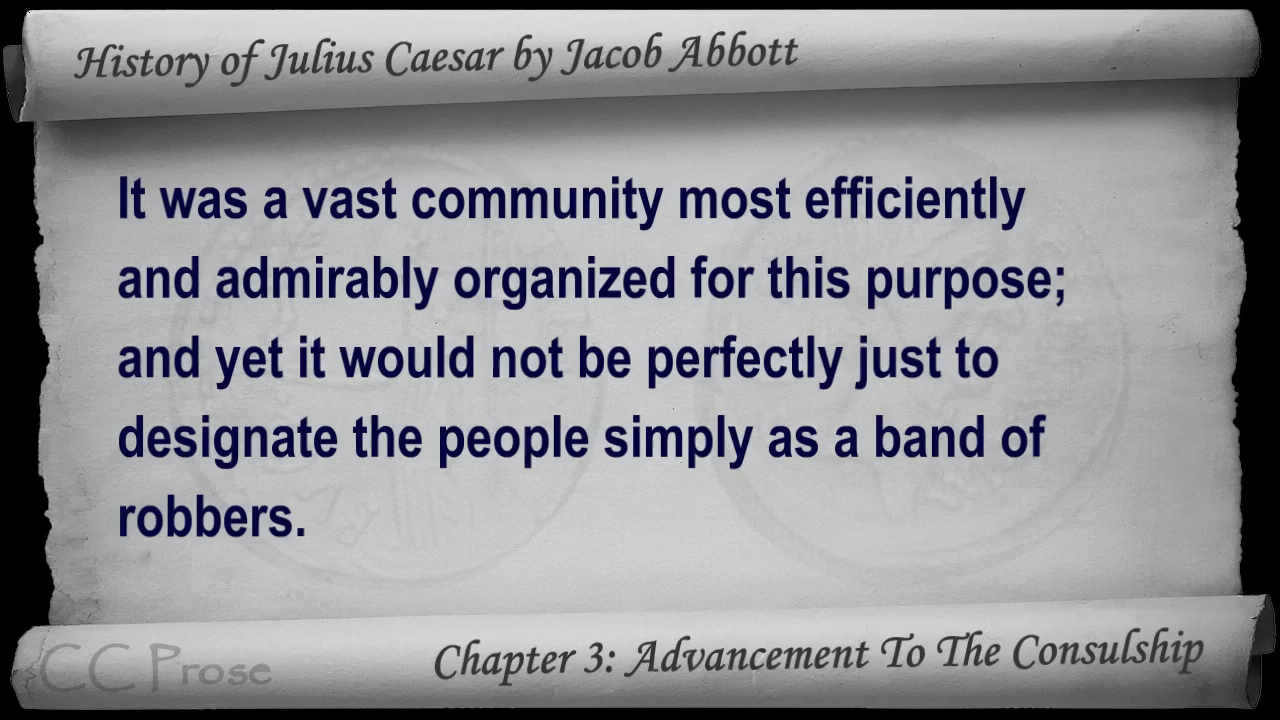 History of Julius Caesar by Jacob Abbott
It was a vast community most efficiently
and admirably organized for this purpose;
and yet it would not be perfectly just to
designate the people simply as a band of
robbers.
CC Prose
Chapter 3: Advancement To The Consulship